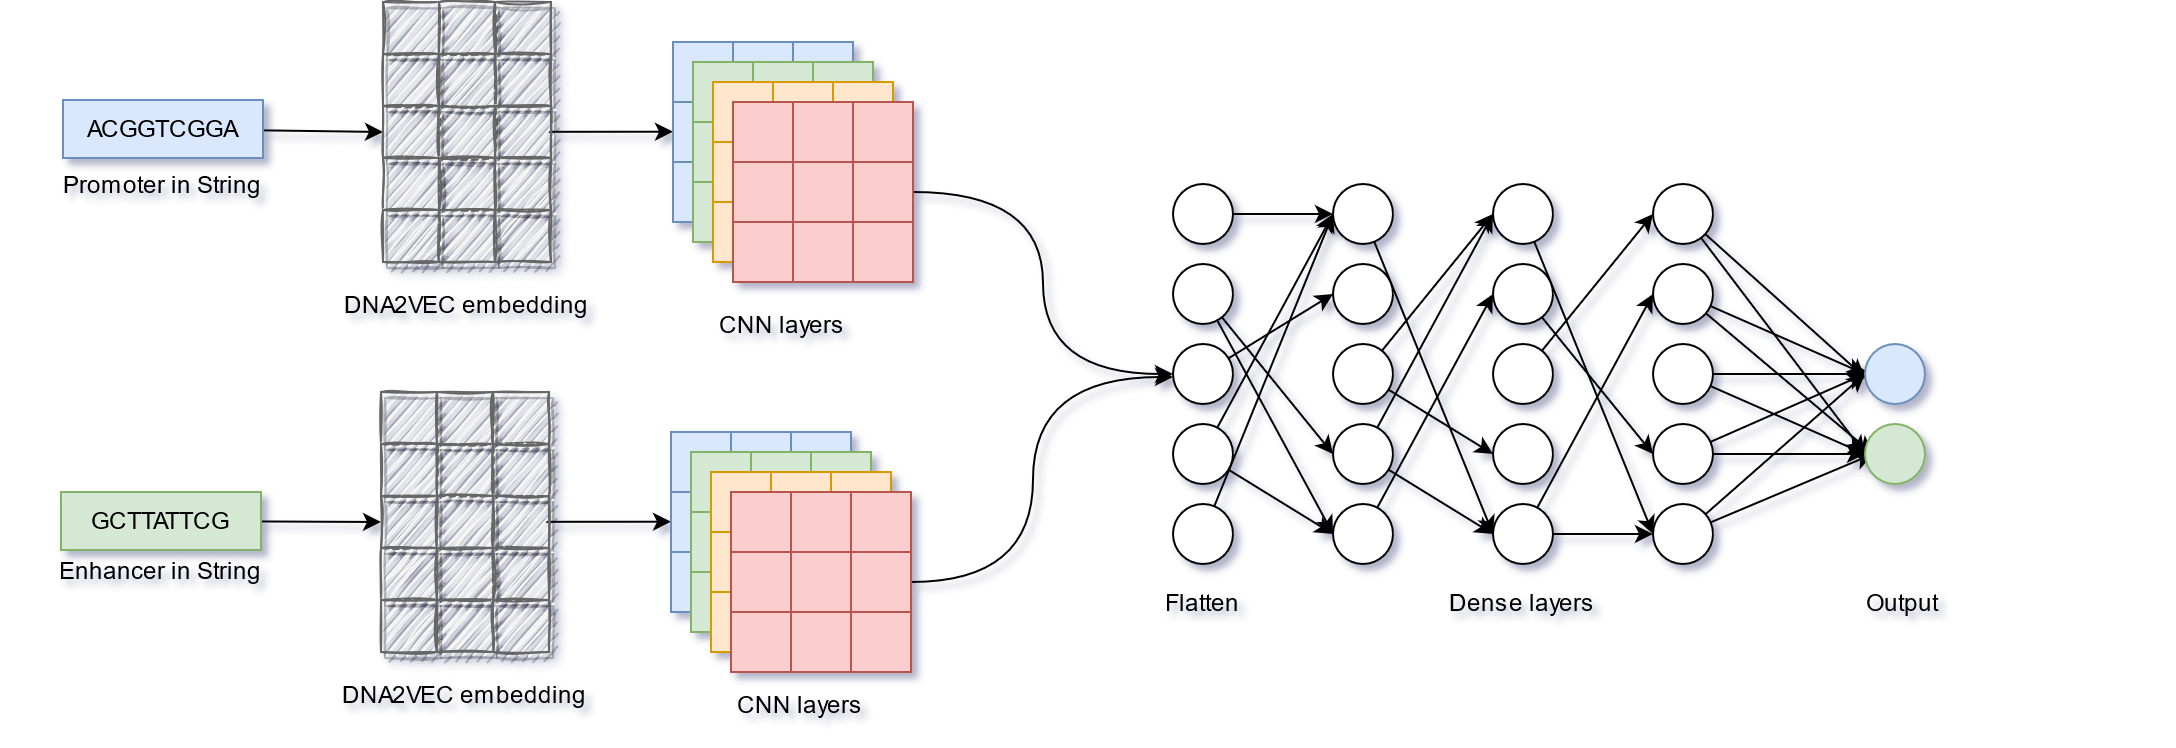 ACGGTCGGA
Promoter in String
DNA2VEC embedding
CNN layers
GCTTATTCG
Enhancer in String
DNA2VEC embedding
CNN layers
Flatten
Dense layers
Output